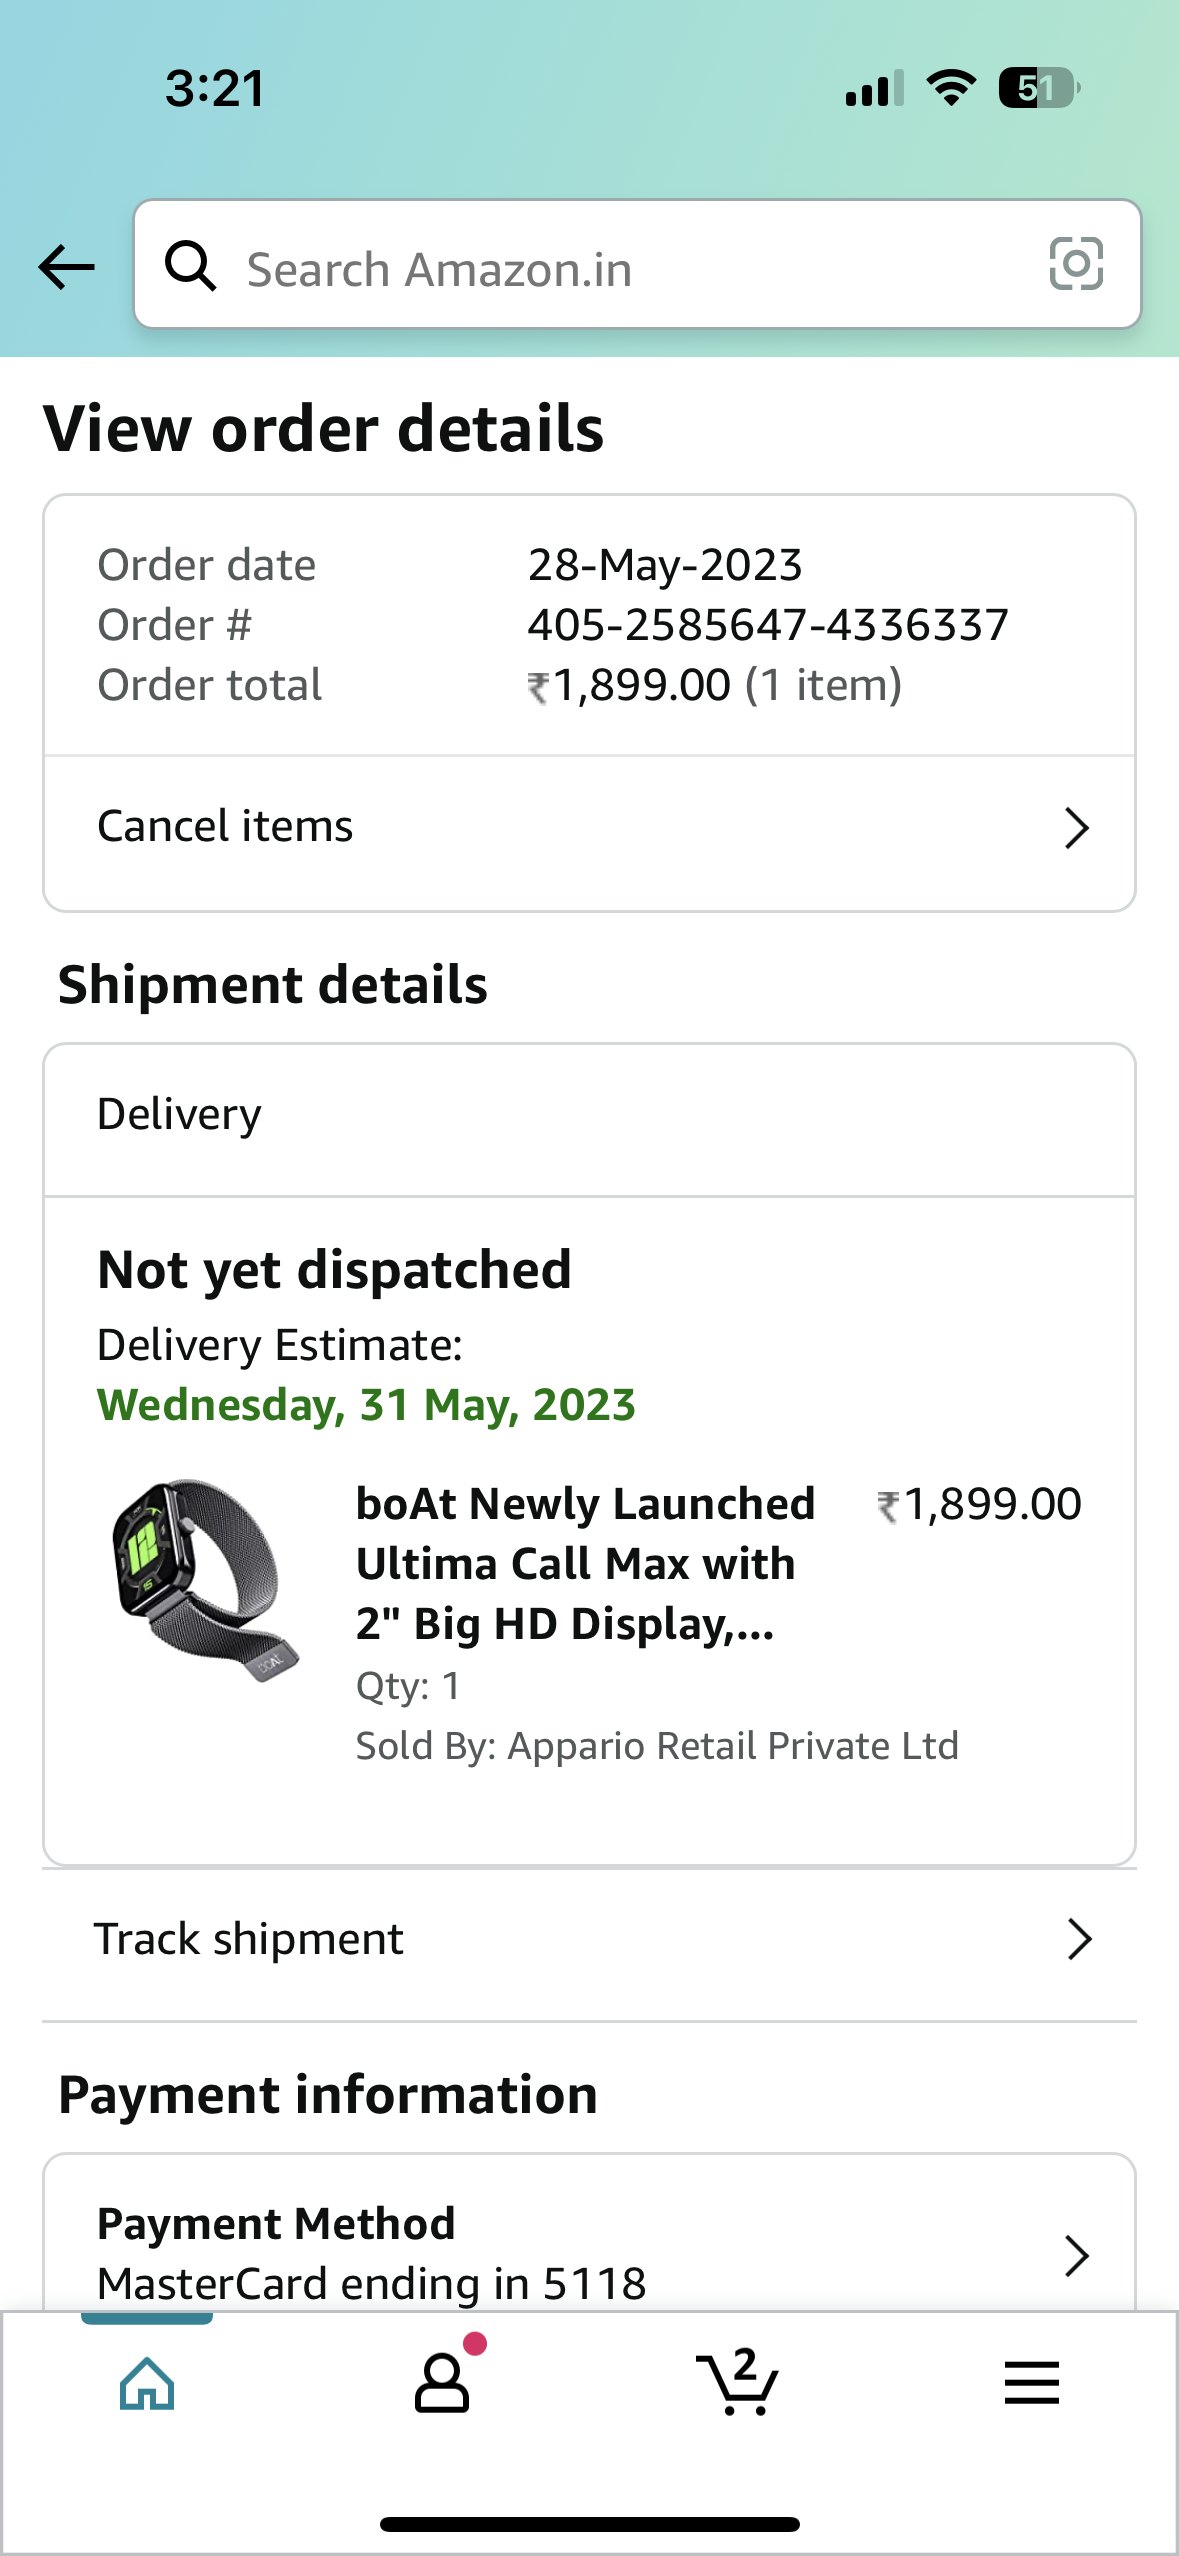 3:21
51
Search Amazon.in
View order details
Order date 28-May-2023
Order # 405-2585647-4336337
Order total ₹1,899.00 (1 item)
Cancel items
Shipment details
Delivery
Not yet dispatched
Delivery Estimate:
Wednesday, 31 May, 2023
boAt Newly Launched ₹1,899.00
Ultima Call Max with
2" Big HD Display,...
Qty: 1
Sold By: Appario Retail Private Ltd
12
15
boAt
Track shipment
Payment information
Payment Method
MasterCard ending in 5118
2